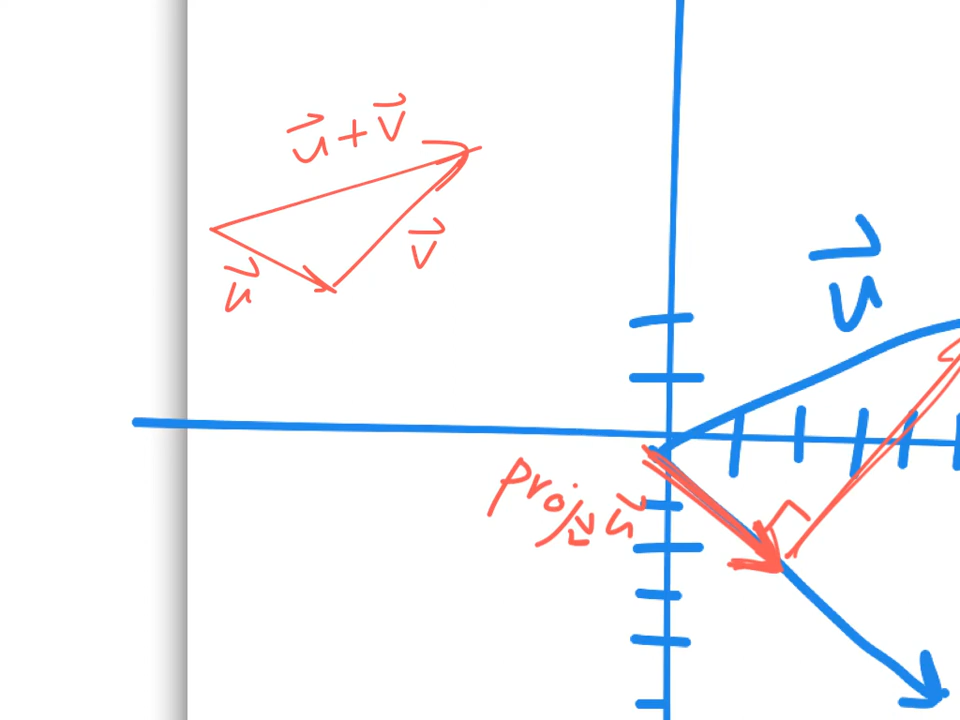 u⃗ + v⃗
v⃗
u⃗
u⃗
proj_v⃗ u⃗